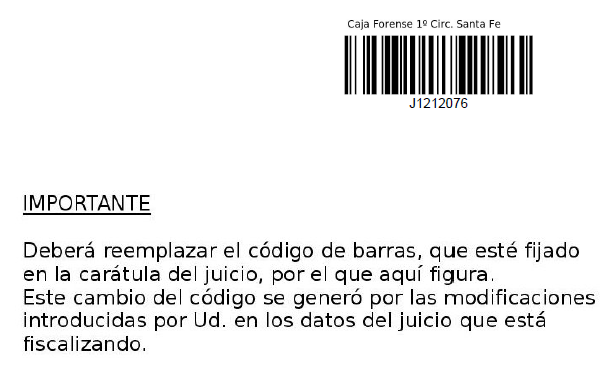 Caja Forense 1º Circ. Santa Fe
J1212076
IMPORTANTE
Deberá reemplazar el código de barras, que esté fijado
en la carátula del juicio, por el que aquí figura.
Este cambio del código se generó por las modificaciones
introducidas por Ud. en los datos del juicio que está
fiscalizando.